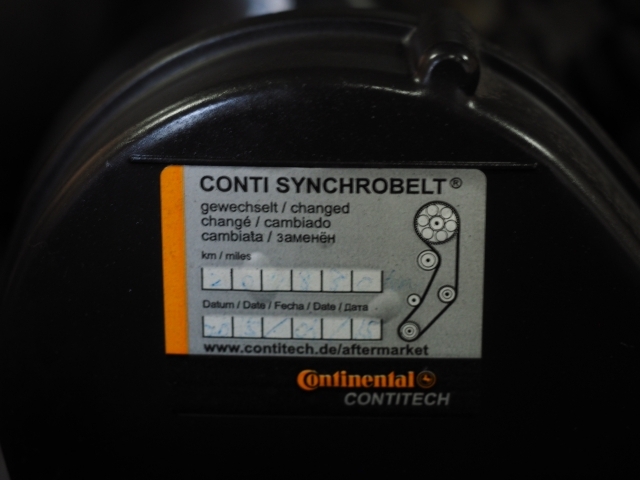 CONTI SYNCHROBELT®
gewechselt / changed
changé / cambiado
cambiata / заменён
km / miles
Datum / Date / Fecha / Date / Дата
www.contitech.de/aftermarket
Continental
CONTITECH